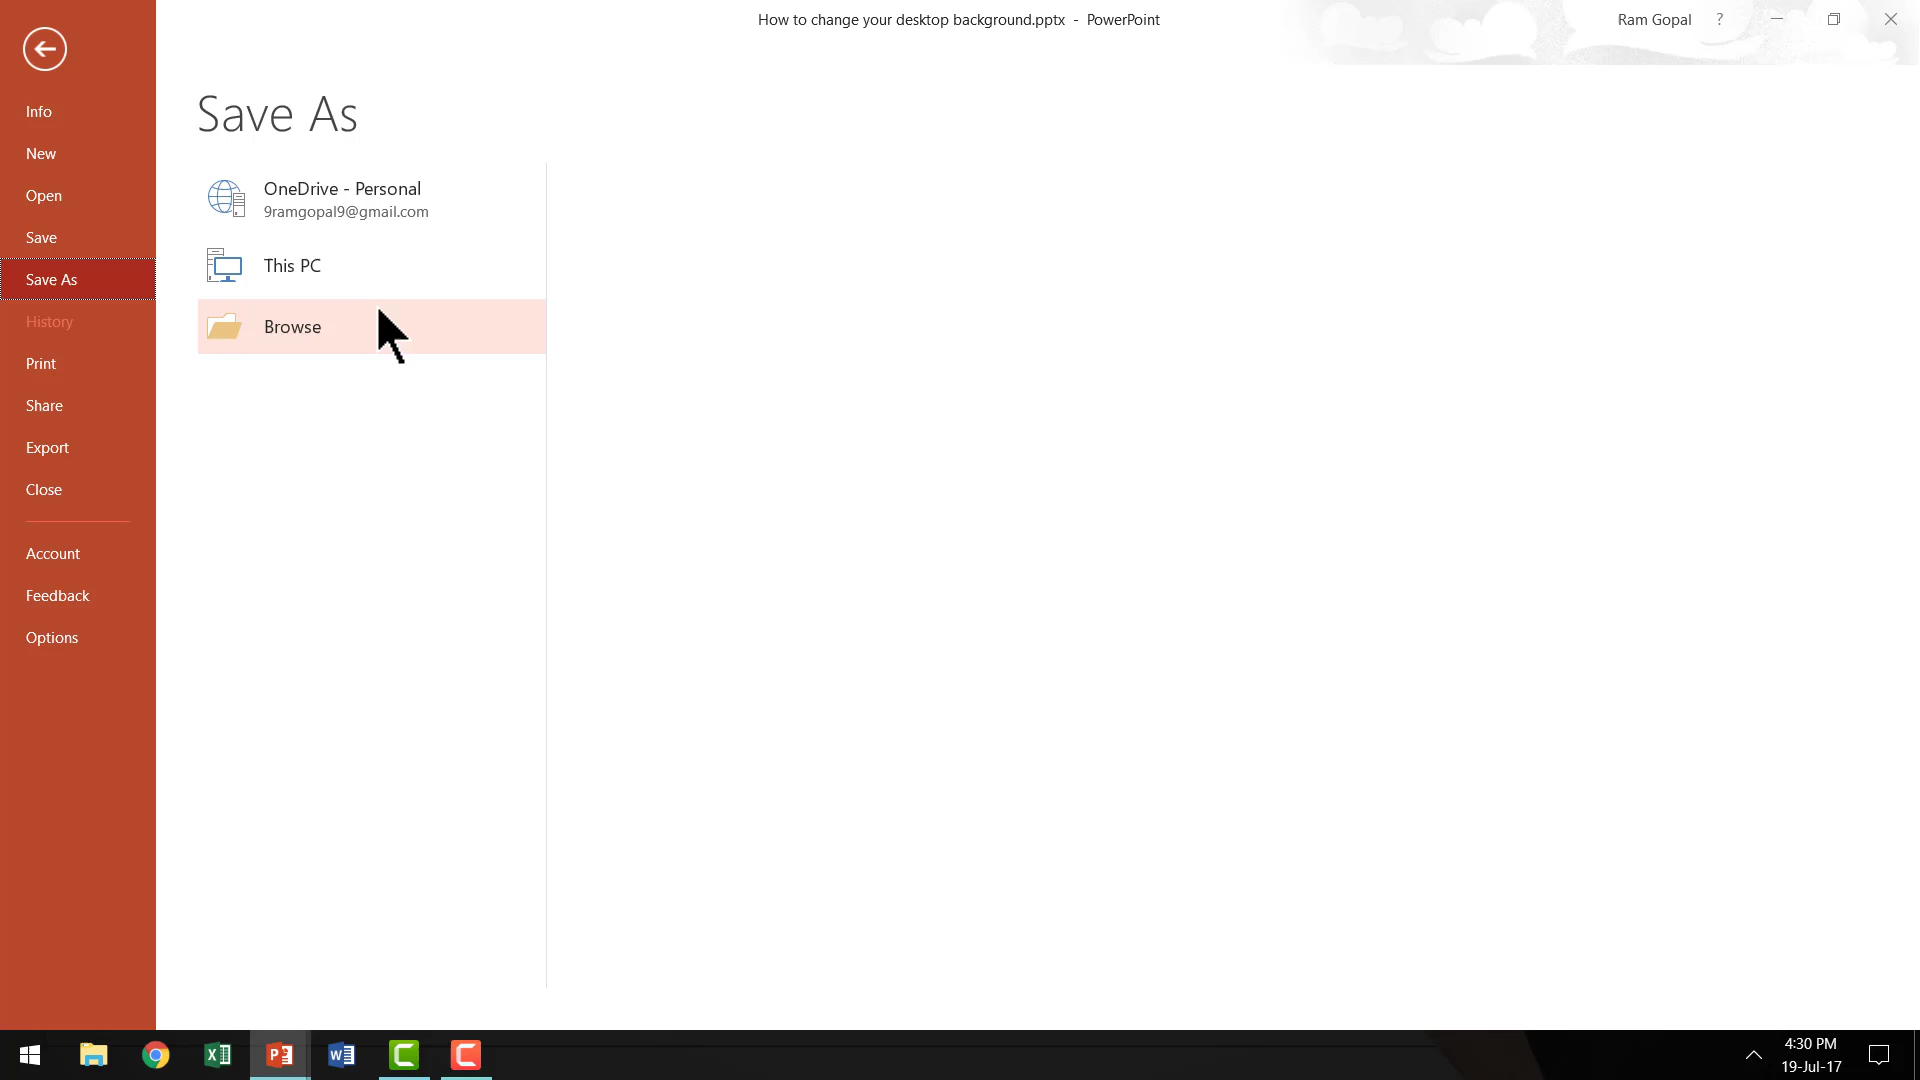 How to change your desktop background.pptx - PowerPoint
Ram Gopal ?
Info
New
Open
Save
Save As
History
Print
Share
Export
Close
Account
Feedback
Options
Save As
OneDrive - Personal
9ramgopal9@gmail.com
This PC
Browse
4:30 PM
19-Jul-17